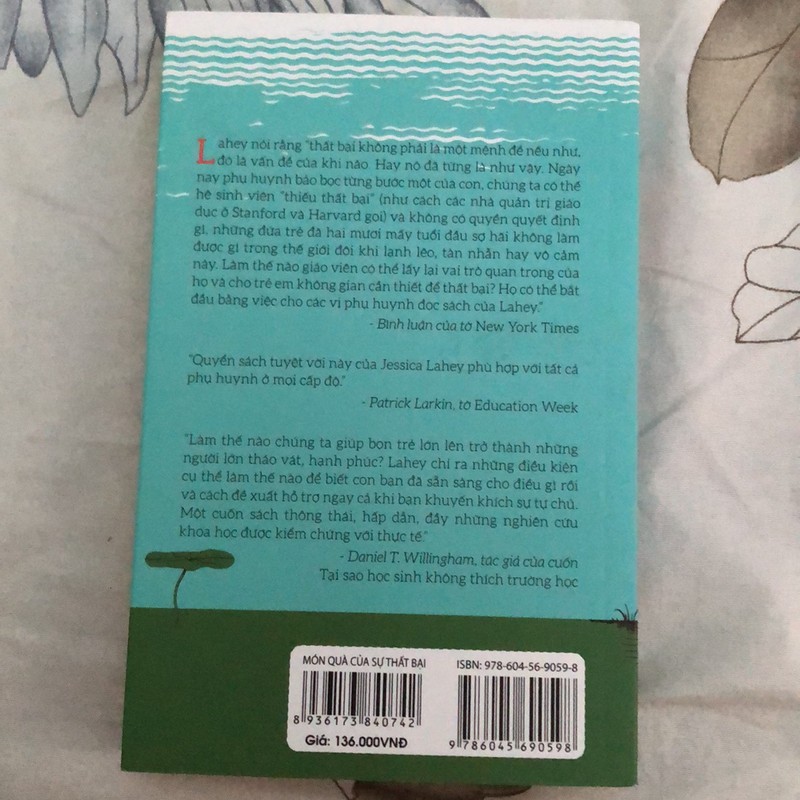 Lahey nói rằng "thất bại không phải là một mệnh đề nếu như,
đó là vấn đề của khi nào. Hay nó đã từng là như vậy. Ngày
nay phụ huynh bảo bọc từng bước một của con, chúng ta có thế
hệ sinh viên "thiếu thất bại" (như cách các nhà quản trị giáo
dục ở Stanford và Harvard gọi) và không có quyền quyết định
gì, những đứa trẻ đã hai mươi mấy tuổi đầu sợ hãi không làm
được gì trong thế giới đôi khi lạnh lẽo, tàn nhẫn hay vô cảm
này. Làm thế nào giáo viên có thể lấy lại vai trò quan trọng của
họ và cho trẻ em không gian cần thiết để thất bại? Họ có thể bắt
đầu bằng việc cho các vị phụ huynh đọc sách của Lahey."
- Bình luận của tờ New York Times
"Quyển sách tuyệt vời này của Jessica Lahey phù hợp với tất cả
phụ huynh ở mọi cấp độ."
- Patrick Larkin, tờ Education Week
"Làm thế nào chúng ta giúp bọn trẻ lớn lên trở thành những
người lớn tháo vát, hạnh phúc? Lahey chỉ ra những điều kiện
cụ thể làm thế nào để biết con bạn đã sẵn sàng cho điều gì rồi
và cách đề xuất hỗ trợ ngay cả khi bạn khuyến khích sự tự chủ.
Một cuốn sách thông thái, hấp dẫn, đầy những nghiên cứu
khoa học được kiểm chứng với thực tế."
- Daniel T. Willingham, tác giả của cuốn
Tại sao học sinh không thích trường học
MÓN QUÀ CỦA SỰ THẤT BẠI
8 936173 840742
Giá: 136.000VNĐ
ISBN: 978-604-56-9059-8
9 786045 690598